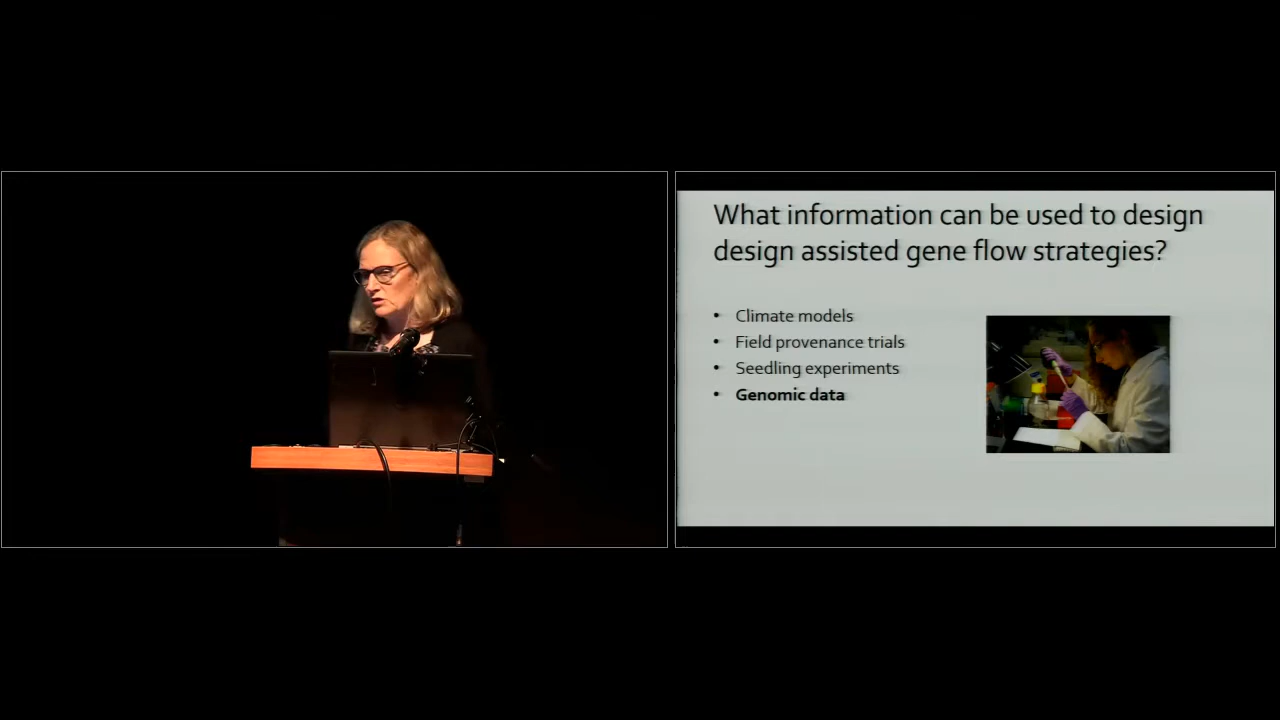 What information can be used to design
design assisted gene flow strategies?
• Climate models
• Field provenance trials
• Seedling experiments
• Genomic data